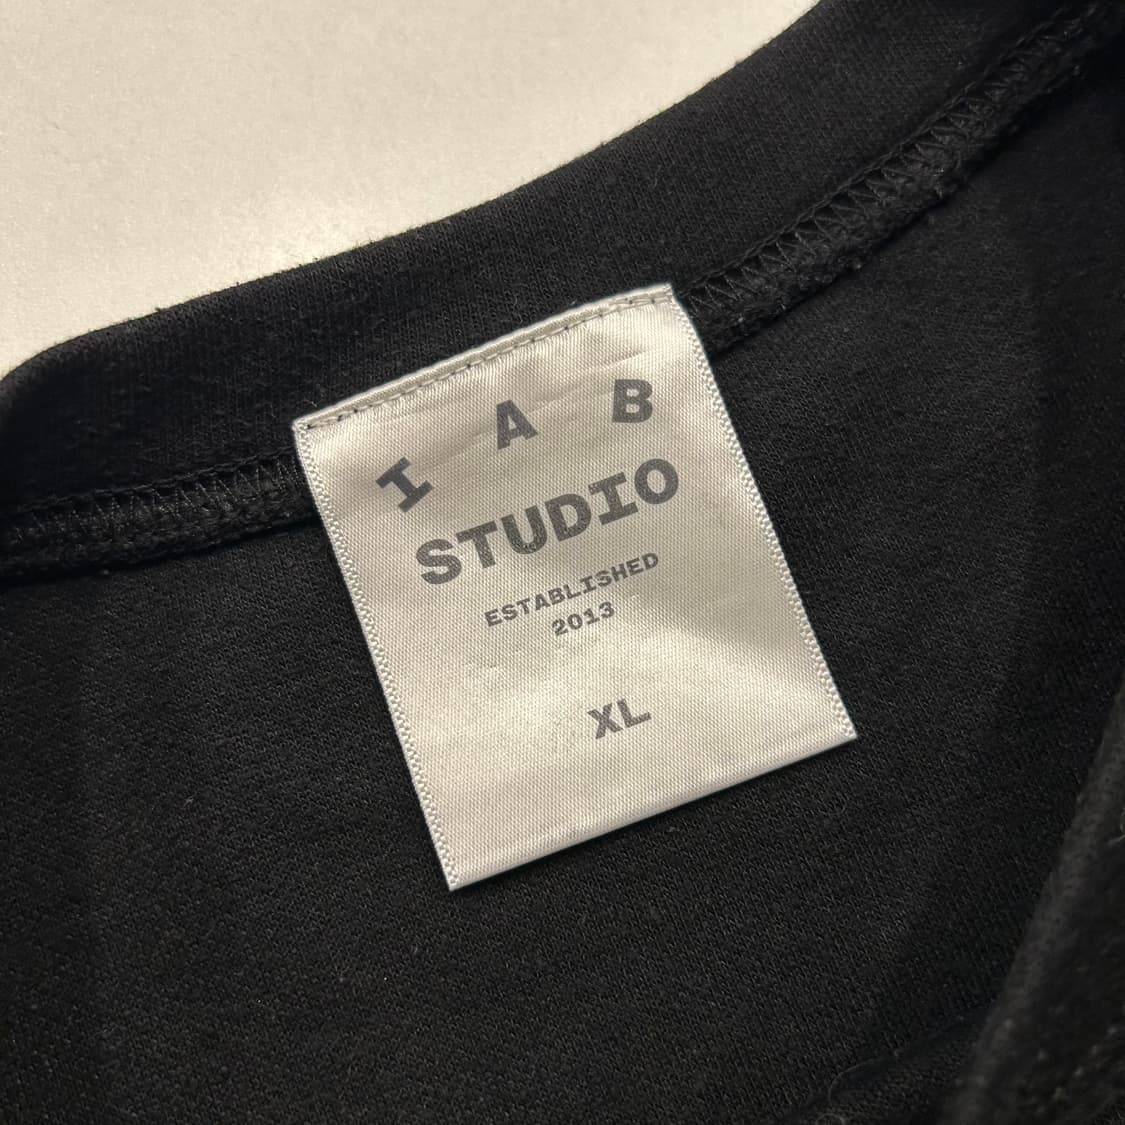 I A B
STUDIO
ESTABLISHED
2013
XL